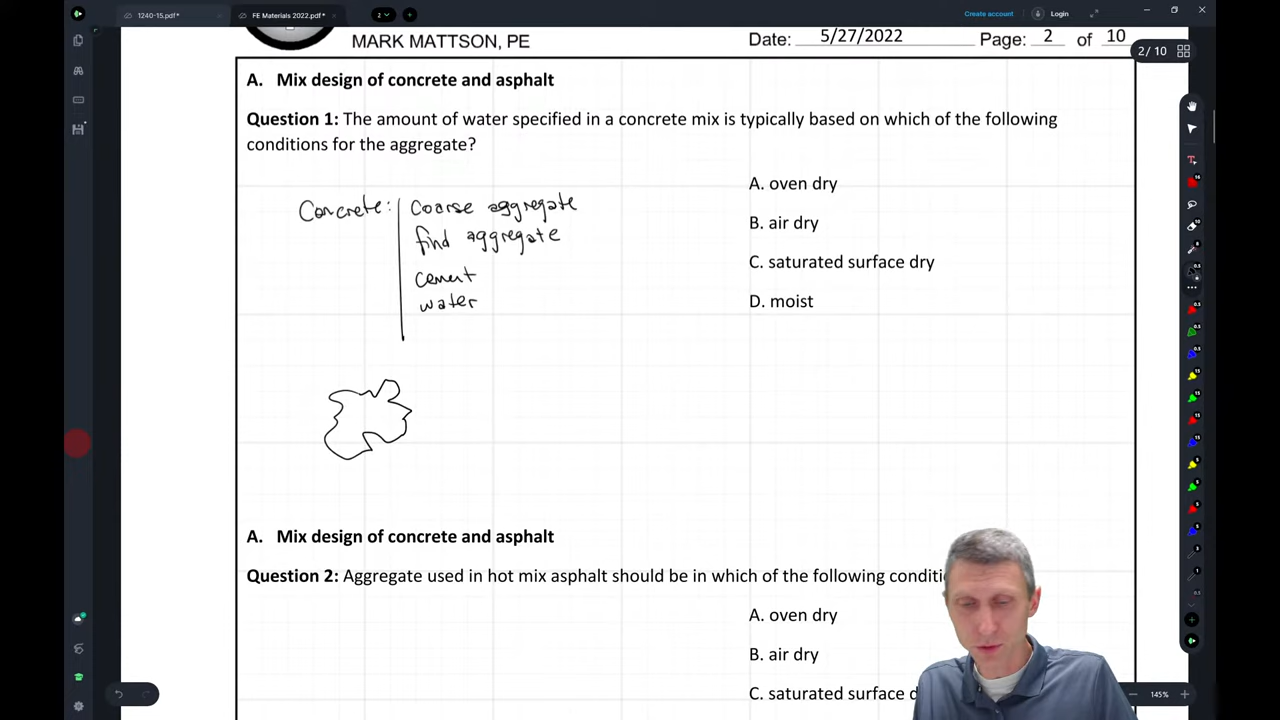 1240-15.pdf*
FE Materials 2022.pdf*
2
Create account
Login
MARK MATTSON, PE
Date: 5/27/2022 Page: 2 of 10
2 / 10
A. Mix design of concrete and asphalt
Question 1: The amount of water specified in a concrete mix is typically based on which of the following
conditions for the aggregate?
A. oven dry
B. air dry
C. saturated surface dry
D. moist
Concrete: coarse aggregate
find aggregate
cement
water
A. Mix design of concrete and asphalt
Question 2: Aggregate used in hot mix asphalt should be in which of the following
A. oven dry
B. air dry
C. saturated surface
145%